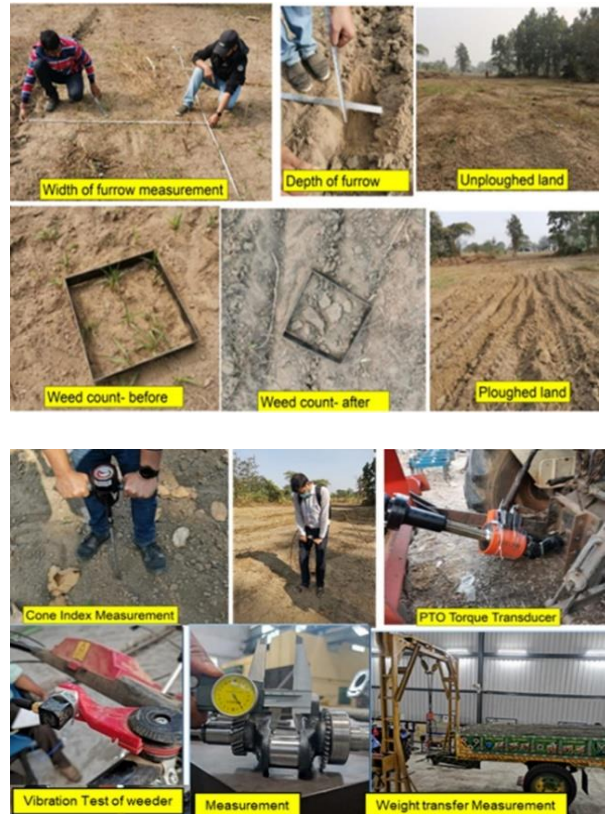 Width of furrow measurement
Depth of furrow
Unploughed land
Weed count- before
Weed count- after
Ploughed land
Cone Index Measurement
PTO Torque Transducer
Vibration Test of weeder
Measurement
Weight transfer Measurement